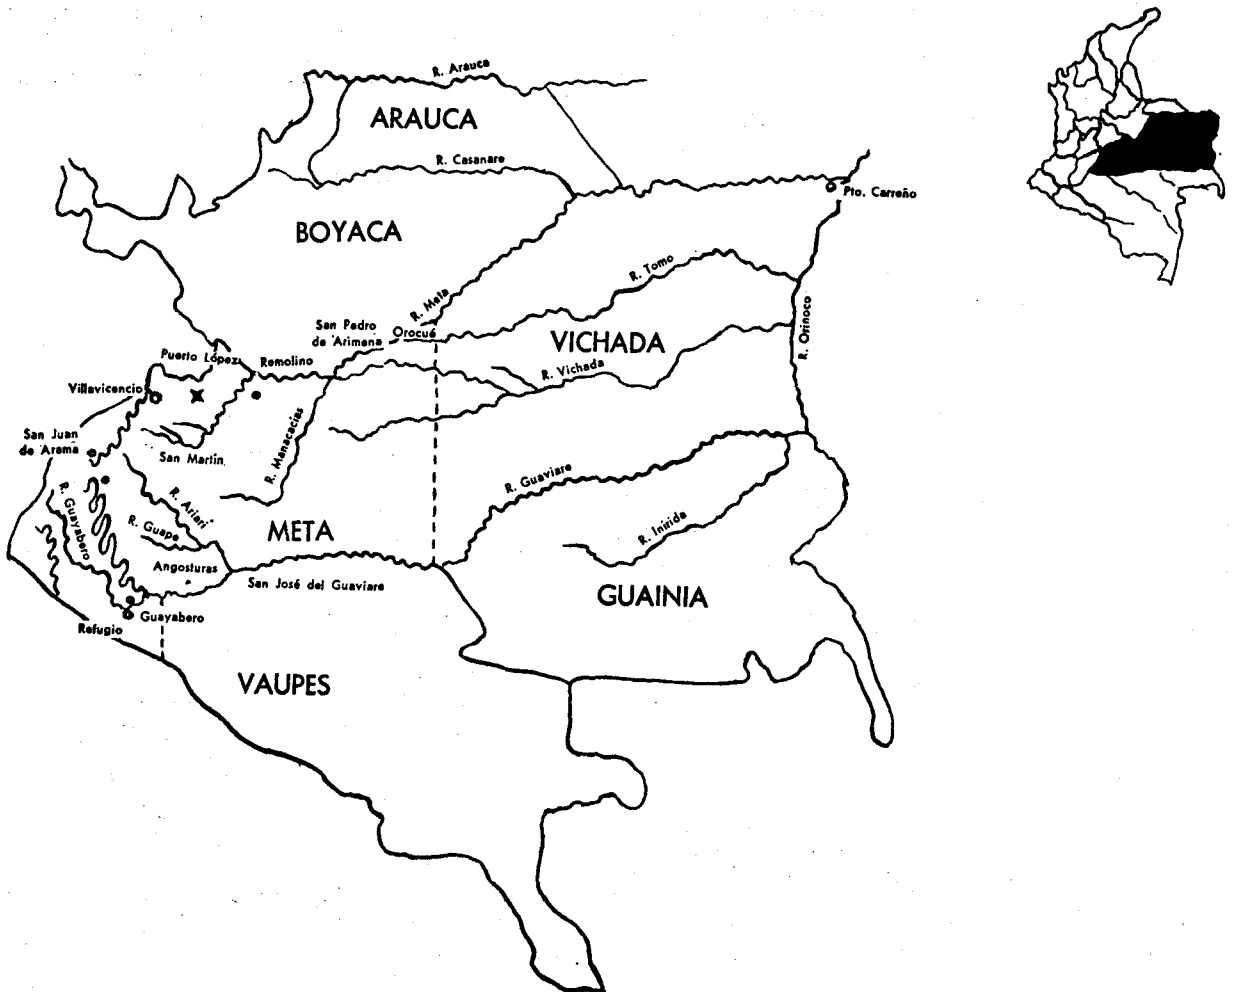 R. Arauca
ARAUCA
R. Casanare
Pto. Carreño
BOYACA
R. Tomo
R. Meta
San Pedro
de Arimena
Orocué
VICHADA
R. Orinoco
Puerto López
Remolino
R. Vichada
Villavicencio
R. Manacacías
San Juan
de Arama
San Martín
R. Guaviare
R. Guayabero
R. Ariari
R. Guape
META
R. Inírida
Angosturas
San José del Guaviare
GUAINIA
Guayabero
Refugio
VAUPES